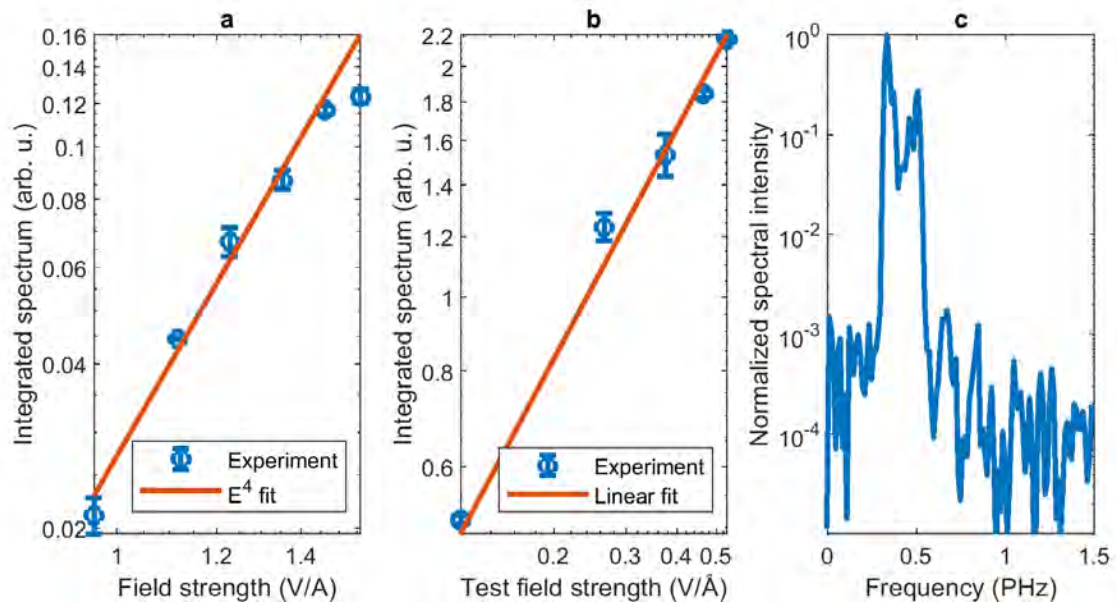 a
Integrated spectrum (arb. u.)
0.16
0.14
0.12
0.1
0.08
0.06
0.04
0.02
1
1.2
1.4
Experiment
E⁴ fit
Field strength (V/A)
b
Integrated spectrum (arb. u.)
2.2
2
1.8
1.6
1.4
1.2
1
0.8
0.6
0.2
0.3
0.4
0.5
Experiment
Linear fit
Test field strength (V/Å)
c
Normalized spectral intensity
10⁰
10⁻¹
10⁻²
10⁻³
10⁻⁴
0
0.5
1
1.5
Frequency (PHz)